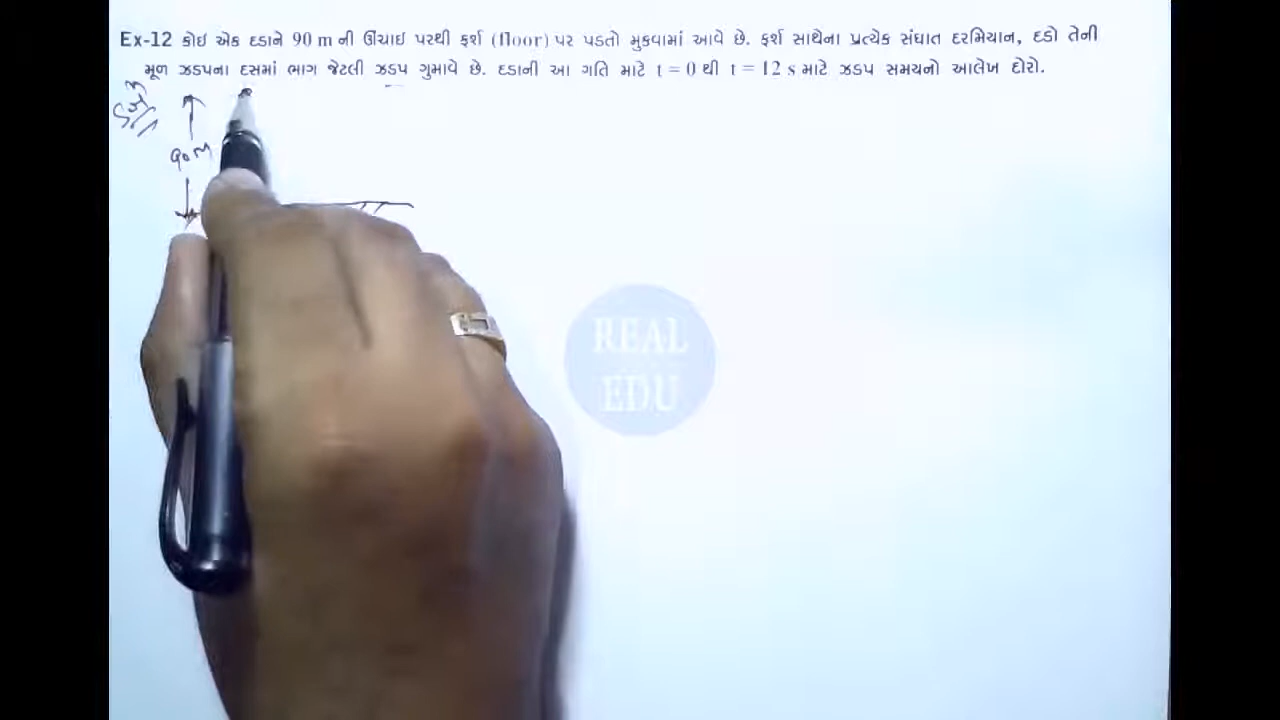 Ex-12 કોઇ એક દડાને 90 m ની ઊંચાઇ પરથી ફર્શ (floor) પર પડતો મુકવામાં આવે છે. ફર્શ સાથેના પ્રત્યેક સંઘાત દરમિયાન, દડો તેની
મૂળ ઝડપના દસમાં ભાગ જેટલી ઝડપ ગુમાવે છે. દડાની આ ગતિ માટે t = 0 થી t = 12 s માટે ઝડપ સમયનો આલેખ દોરો.
90 m
REAL
EDU